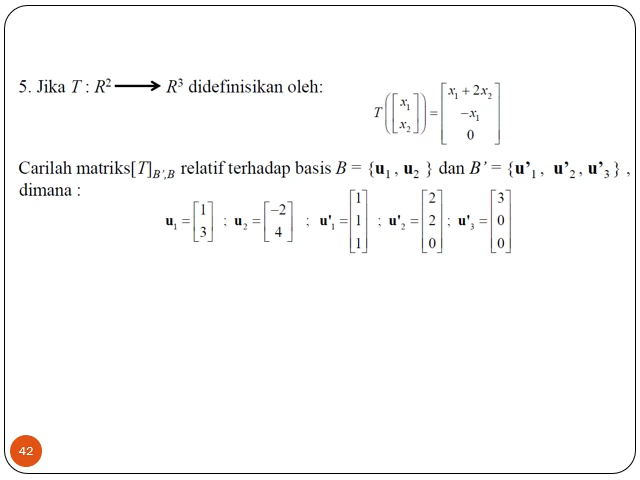 5. Jika T : R² ⟶ R³ didefinisikan oleh:
T([x₁; x₂]) = [x₁ + 2x₂; −x₁; 0]
Carilah matriks[T]B',B relatif terhadap basis B = {u₁ , u₂ } dan B’ = {u’₁ , u’₂ , u’₃ } ,
dimana :
u₁ = [1; 3] ; u₂ = [−2; 4] ; u'₁ = [1; 1; 1] ; u'₂ = [2; 2; 0] ; u'₃ = [3; 0; 0]
42